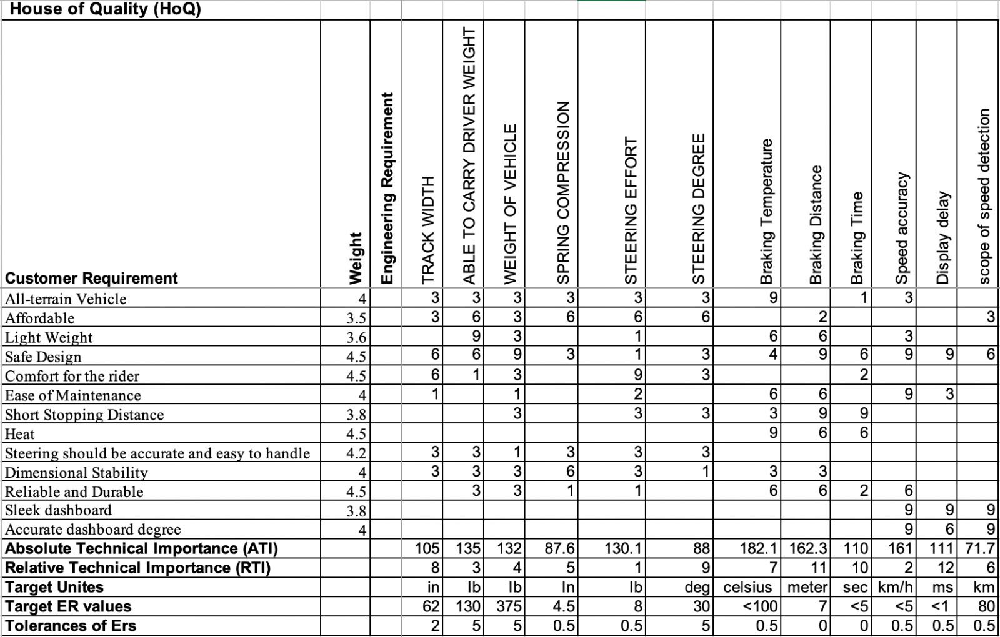 House of Quality (HoQ)
Customer Requirement Weight Engineering Requirement TRACK WIDTH ABLE TO CARRY DRIVER WEIGHT WEIGHT OF VEHICLE SPRING COMPRESSION STEERING EFFORT STEERING DEGREE Braking Temperature Braking Distance Braking Time Speed accuracy Display delay scope of speed detection
All-terrain Vehicle 4 3 3 3 3 3 3 9 1 3
Affordable 3.5 3 6 3 6 6 6 2 3
Light Weight 3.6 9 3 1 6 6 3
Safe Design 4.5 6 6 9 3 1 3 4 9 6 9 9 6
Comfort for the rider 4.5 6 1 3 9 3 2
Ease of Maintenance 4 1 1 2 6 6 9 3
Short Stopping Distance 3.8 3 3 3 3 9 9
Heat 4.5 9 6 6
Steering should be accurate and easy to handle 4.2 3 3 1 3 3 3
Dimensional Stability 4 3 3 3 6 3 1 3 3
Reliable and Durable 4.5 3 3 1 1 6 6 2 6
Sleek dashboard 3.8 9 9 9
Accurate dashboard degree 4 9 6 9
Absolute Technical Importance (ATI) 105 135 132 87.6 130.1 88 182.1 162.3 110 161 111 71.7
Relative Technical Importance (RTI) 8 3 4 5 1 9 7 11 10 2 12 6
Target Unites in lb lb In lb deg celsius meter sec km/h ms km
Target ER values 62 130 375 4.5 8 30 <100 7 <5 <5 <1 80
Tolerances of Ers 2 5 5 0.5 0.5 5 0.5 0 0 0.5 0.5 0.5